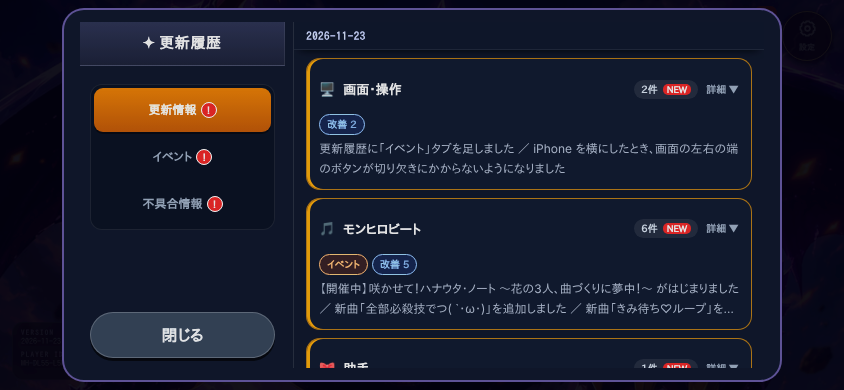 ✦ 更新履歴
更新情報 !
イベント !
不具合情報 !
閉じる
2026-11-23
画面・操作
2件 NEW 詳細 ▼
改善 2
更新履歴に「イベント」タブを足しました ／ iPhone を横にしたとき、画面の左右の端
のボタンが切り欠きにかからないようになりました
モンヒロビート
6件 NEW 詳細 ▼
イベント 改善 5
【開催中】咲かせて！ハナウタ・ノート 〜花の3人、曲づくりに夢中！〜 がはじまりました
／ 新曲「全部必殺技でつ( `･ω･)」を追加しました ／ 新曲「きみ待ち♡ループ」を…
助手
1件 NEW 詳細 ▼